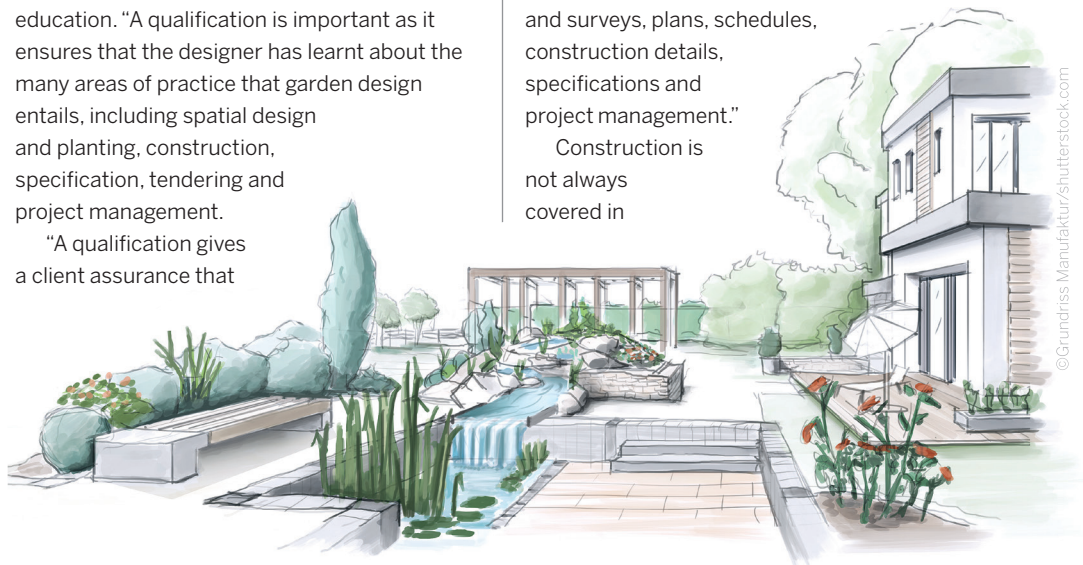 education. “A qualification is important as it
ensures that the designer has learnt about the
many areas of practice that garden design
entails, including spatial design
and planting, construction,
specification, tendering and
project management.
“A qualification gives
a client assurance that
and surveys, plans, schedules,
construction details,
specifications and
project management.”
Construction is
not always
covered in
©Grundriss Manufaktur/shutterstock.com